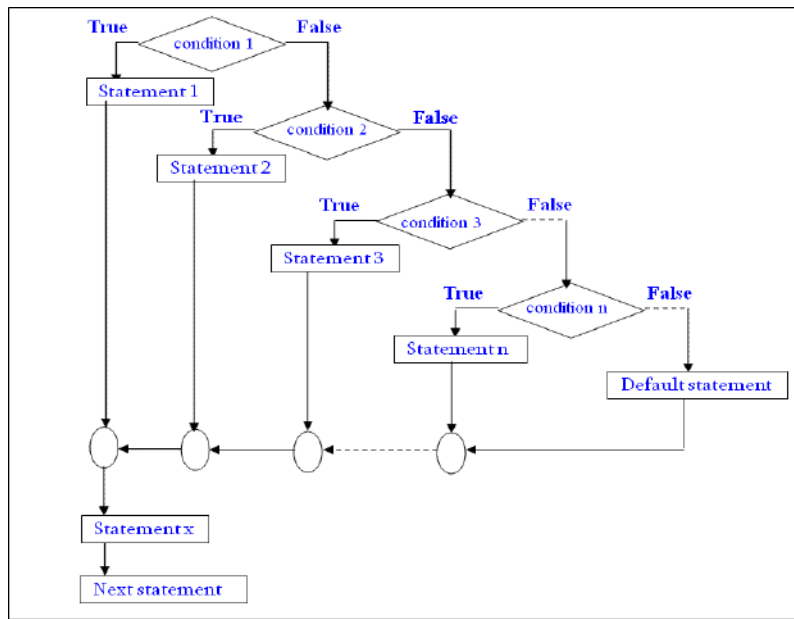 True
condition 1
False
Statement 1
True
condition 2
False
Statement 2
True
condition 3
False
Statement 3
True
condition n
False
Statement n
Default statement
Statement x
Next statement